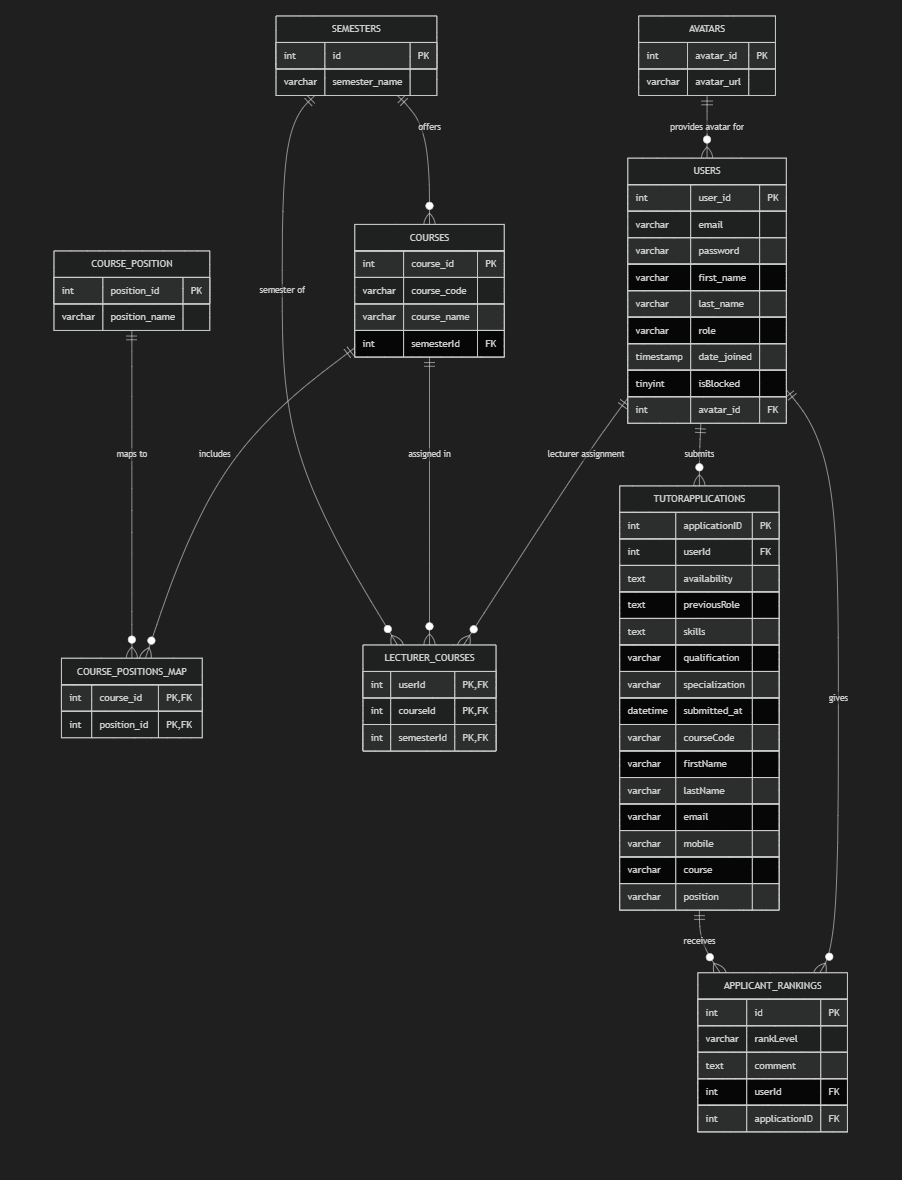 SEMESTERS
int id PK
varchar semester_name
AVATARS
int avatar_id PK
varchar avatar_url
offers
provides avatar for
USERS
int user_id PK
varchar email
varchar password
varchar first_name
varchar last_name
varchar role
timestamp date_joined
tinyint isBlocked
int avatar_id FK
COURSES
int course_id PK
varchar course_code
varchar course_name
int semesterId FK
COURSE_POSITION
int position_id PK
varchar position_name
semester of
maps to
includes
assigned in
lecturer assignment
submits
TUTORAPPLICATIONS
int applicationID PK
int userId FK
text availability
text previousRole
text skills
varchar qualification
varchar specialization
datetime submitted_at
varchar courseCode
varchar firstName
varchar lastName
varchar email
varchar mobile
varchar course
varchar position
COURSE_POSITIONS_MAP
int course_id PK,FK
int position_id PK,FK
LECTURER_COURSES
int userId PK,FK
int courseId PK,FK
int semesterId PK,FK
gives
receives
APPLICANT_RANKINGS
int id PK
varchar rankLevel
text comment
int userId FK
int applicationID FK